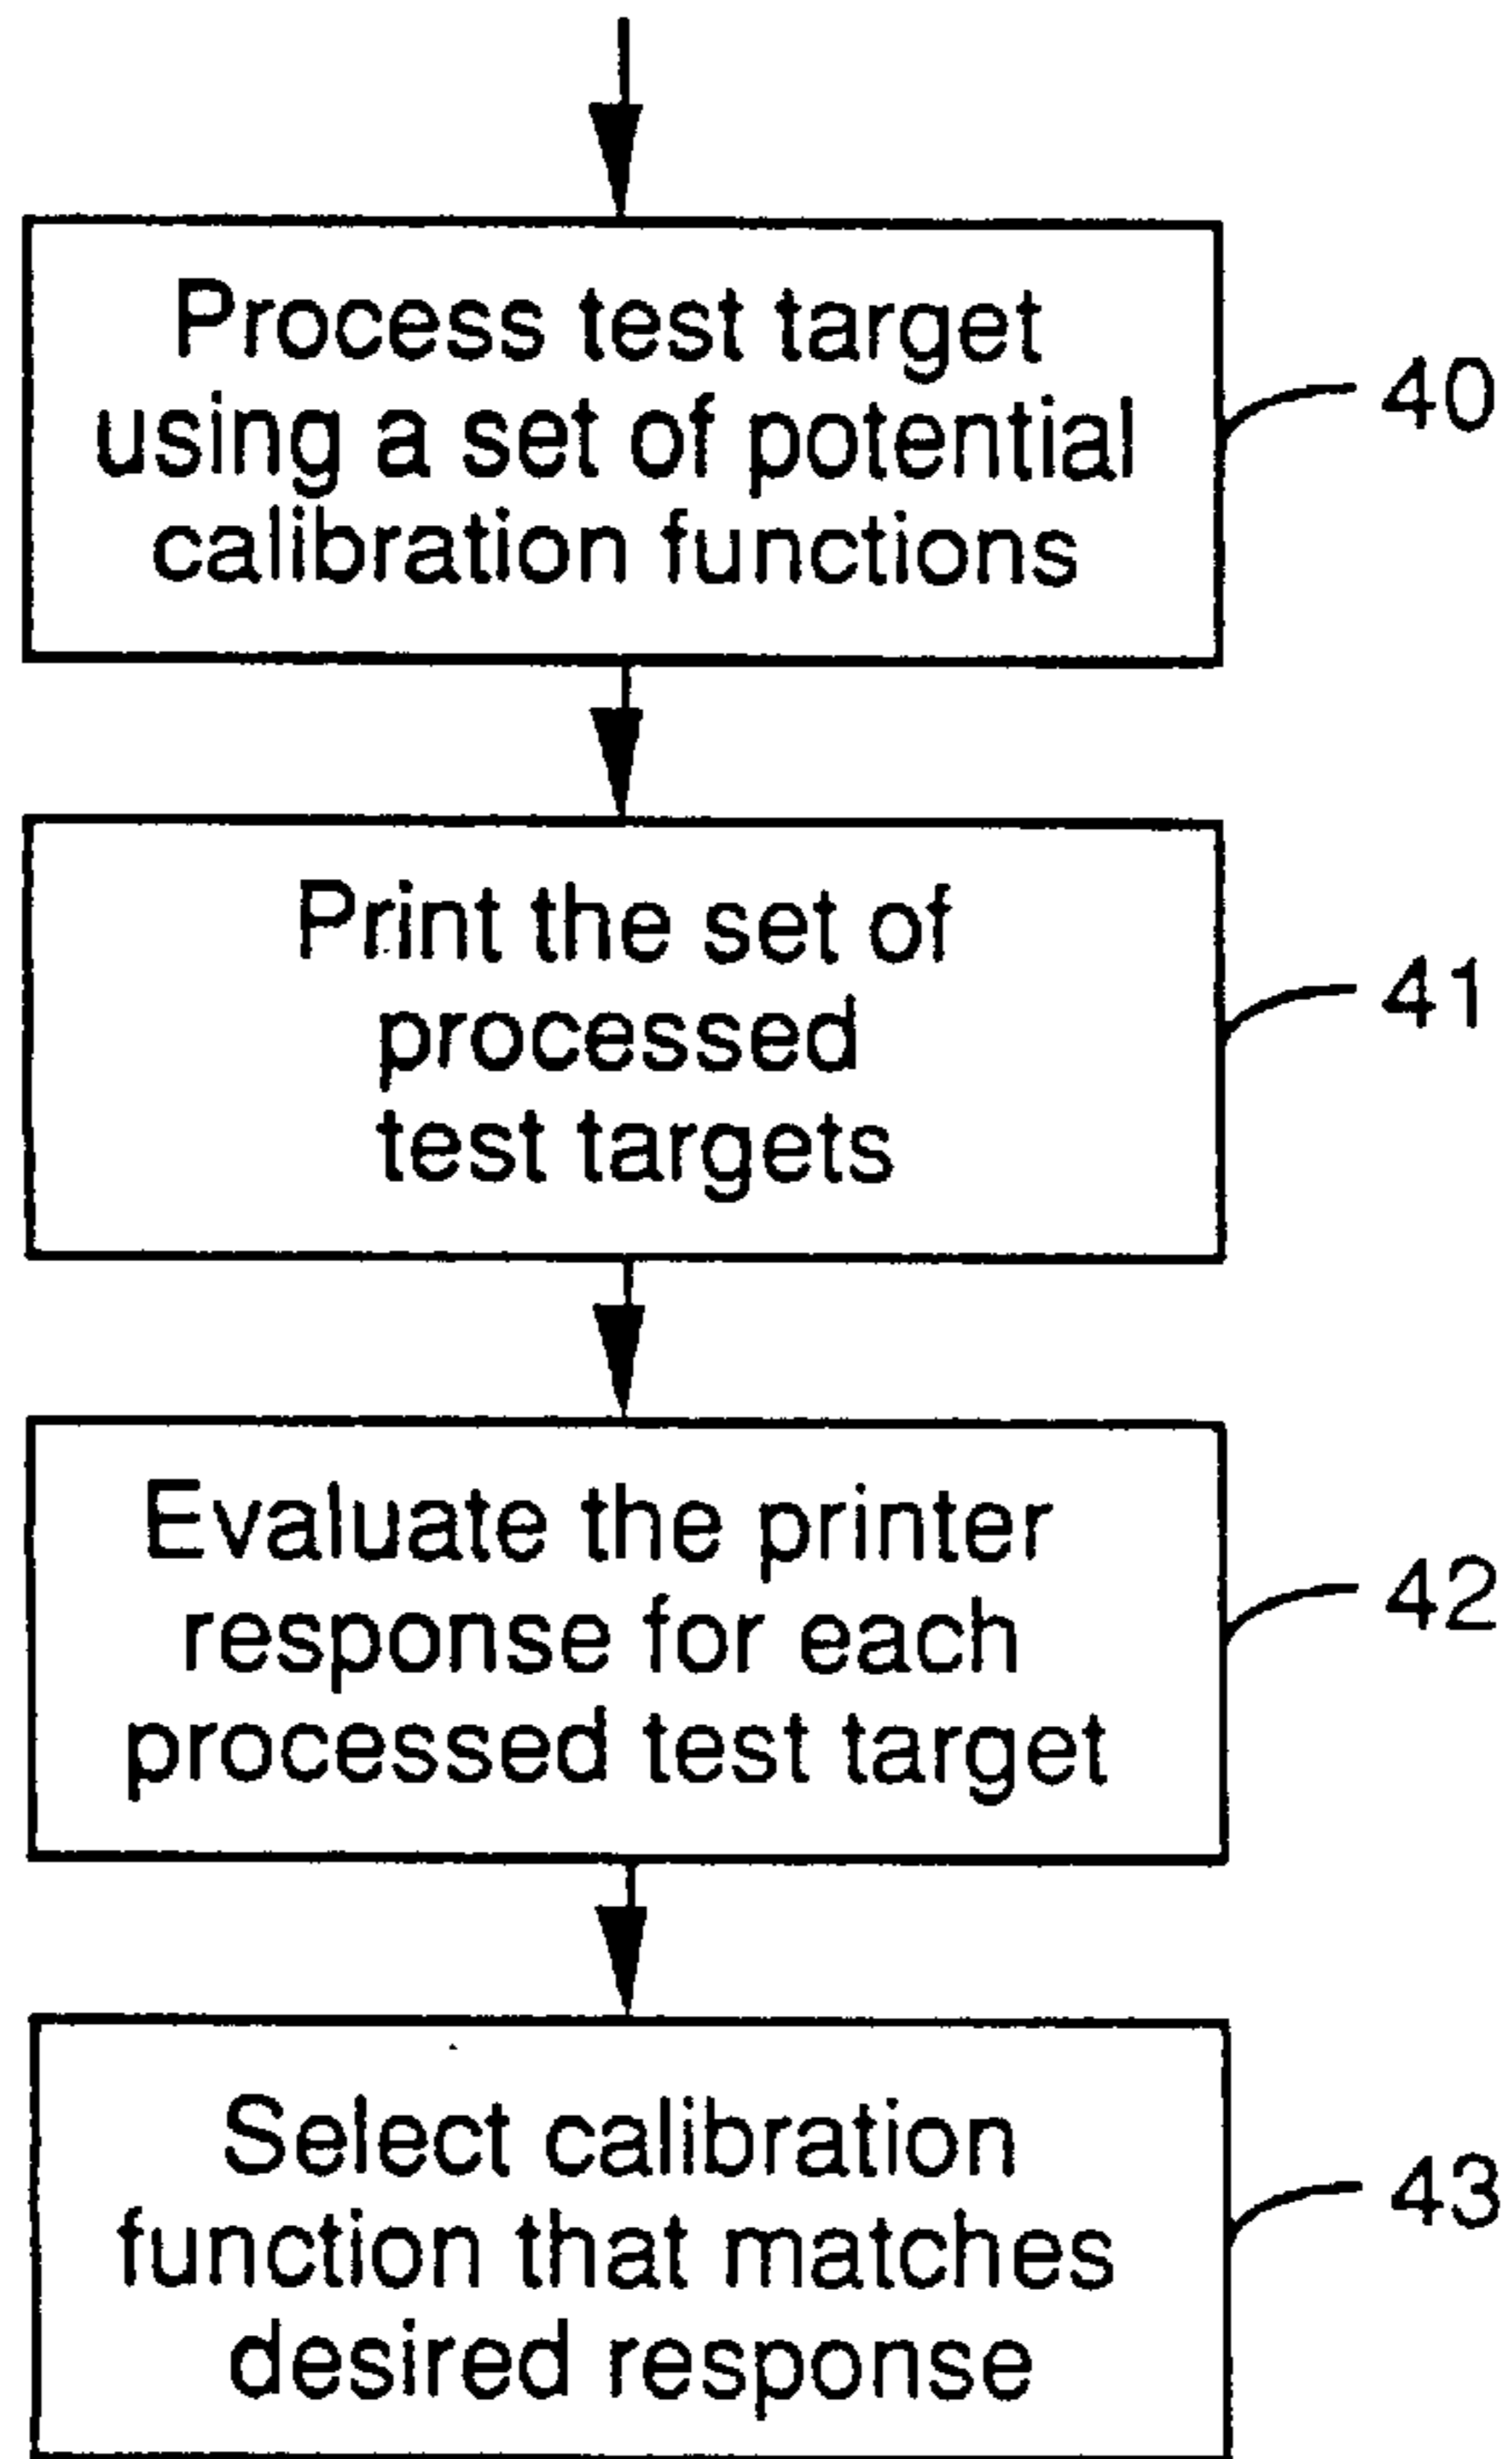 Process test target
using a set of potential
calibration functions
40
Print the set of
processed
test targets
41
Evaluate the printer
response for each
processed test target
42
Select calibration
function that matches
desired response
43